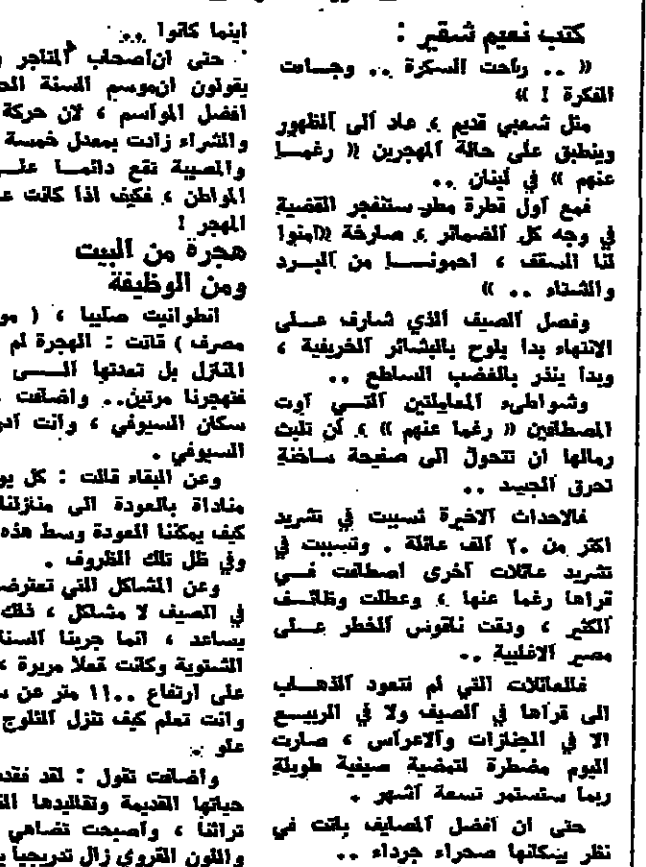 كتب نعيم شقير :
(( .. راحت السكرة .. وجاءت
الفكرة ! ))
مثل شعبي قديم ، عاد الى الظهور
وينطبق على حالة المهجرين (( رغما
عنهم )) في لبنان ..
فمع أول قطرة مطر ستنفجر القضية
في وجه كل الضمائر ، صارخة ((امنوا
لنا السقف ، احمونا من البرد
والشتاء .. ))
وفصل الصيف الذي شارف على
الانتهاء بدا يلوح بالبشائر الخريفية ،
وبدا ينذر بالغضب الساطع ..
وشواطىء المعاملتين التي آوت
المصطافين (( رغما عنهم )) ، لن تلبث
رمالها ان تتحول الى صفيحة ساخنة
تحرق الجسد ..
فالاحداث الاخيرة تسببت في تشريد
اكثر من ٢٠ الف عائلة . وتسببت في
تشريد عائلات اخرى اصطافت في
قراها رغما عنها ، وعطلت وظائف
الكثير ، ودقت ناقوس الخطر على
مصير الاغلبية ..
فالعائلات التي لم تتعود الذهاب
الى قراها في الصيف ولا في الربيع
الا في الجنازات والاعراس ، صارت
اليوم مضطرة لتمضية صيفية طويلة
ربما ستستمر تسعة اشهر .
حتى ان افضل المصايف باتت في
نظر سكانها صحراء جرداء ..
اينما كانوا ..
حتى ان اصحاب المتاجر
يقولون ان موسم السنة
افضل المواسم ، لان حركة
والشراء زادت بمعدل خمسة
والمصيبة تقع دائما
المواطن ، فكيف اذا كانت
المهجر !
هجرة من البيت
ومن الوظيفة
انطوانيت صليبا ، (
مصرف ) قالت : الهجرة لم
المنازل بل تعدتها الى
فتهجرنا مرتين.. واضافت
سكان السيوفي ، وانت
السيوفي .
وعن البقاء قالت : كل
مناداة بالعودة الى منازلنا
كيف يمكننا العودة وسط هذه
وفي ظل تلك الظروف .
وعن المشاكل التي
في الصيف لا مشاكل ،
يساعد ، انما جربنا
الشتوية وكانت فعلا مريرة ،
على ارتفاع ١١٠٠ متر عن
وانت تعلم كيف تنزل الثلوج
علو ..
واضافت تقول : لقد
حياتها القديمة وتقاليدها
تراثنا ، واصبحت تضاهي
واللون القروي زال تدريجيا